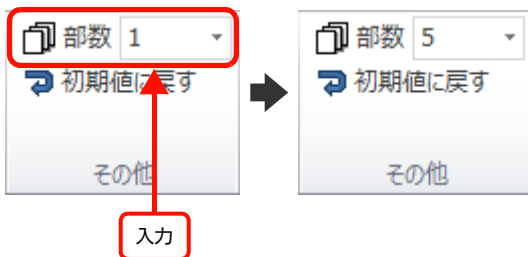 部数 1
初期値に戻す
その他
入力
部数 5
初期値に戻す
その他